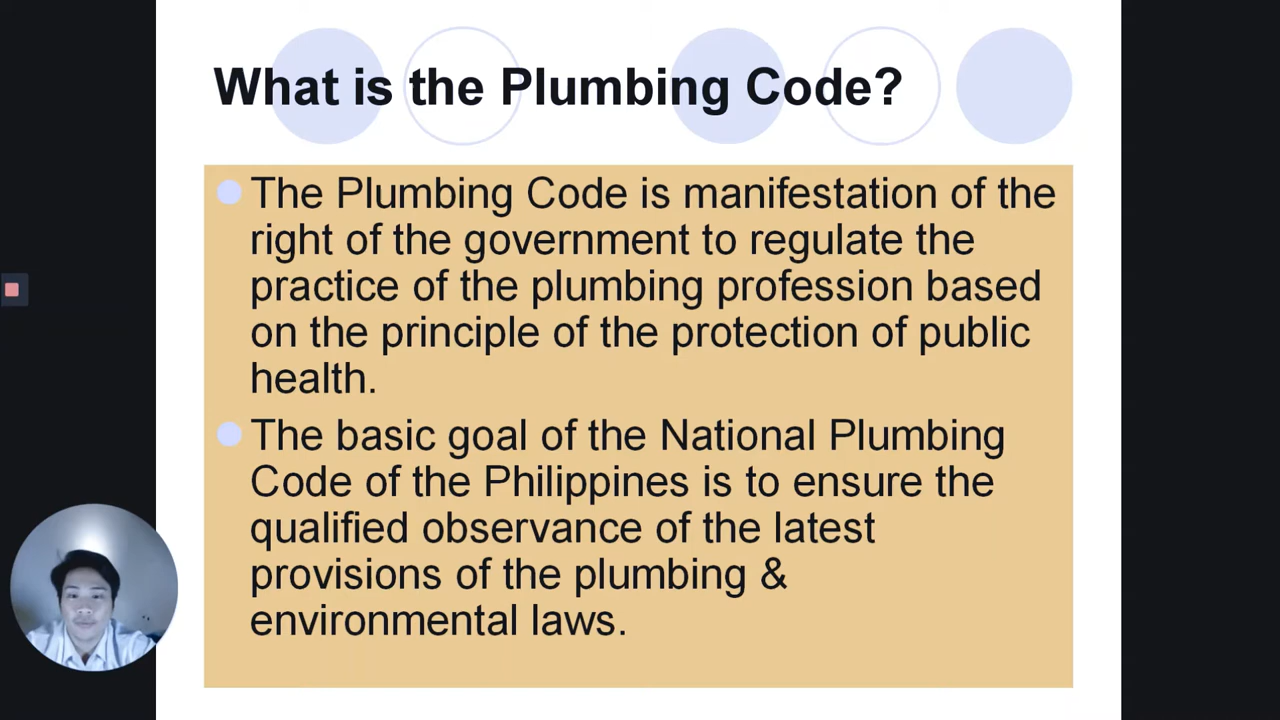 What is the Plumbing Code?
The Plumbing Code is manifestation of the
right of the government to regulate the
practice of the plumbing profession based
on the principle of the protection of public
health.
The basic goal of the National Plumbing
Code of the Philippines is to ensure the
qualified observance of the latest
provisions of the plumbing &
environmental laws.